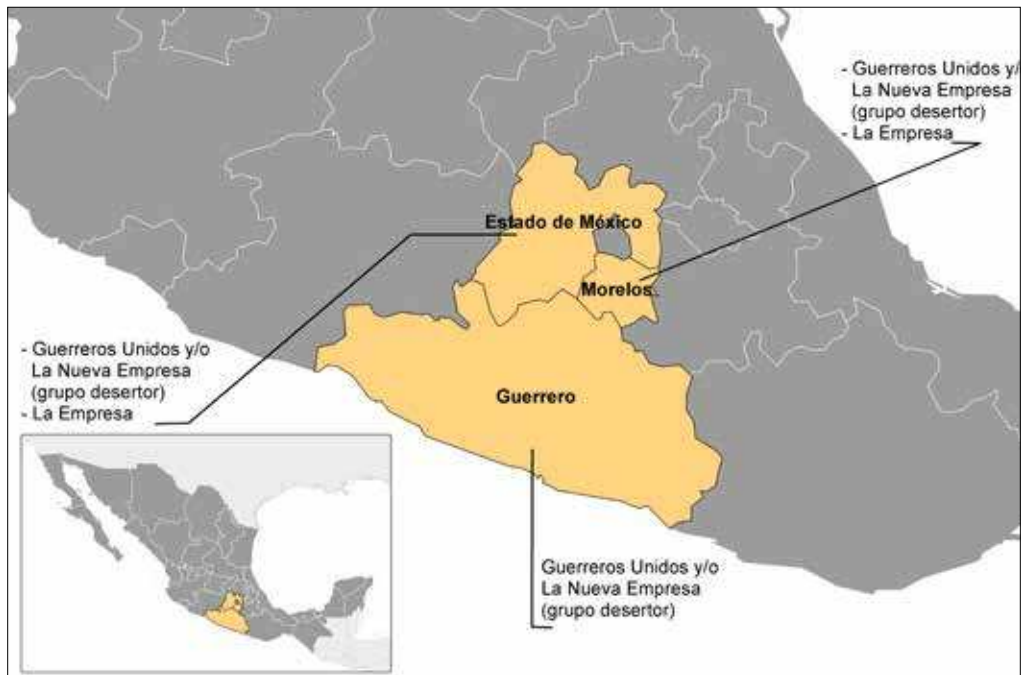 - Guerreros Unidos y/o
La Nueva Empresa
(grupo desertor)
- La Empresa
Estado de México
Morelos
- Guerreros Unidos y/o
La Nueva Empresa
(grupo desertor)
- La Empresa
Guerrero
Guerreros Unidos y/o
La Nueva Empresa
(grupo desertor)